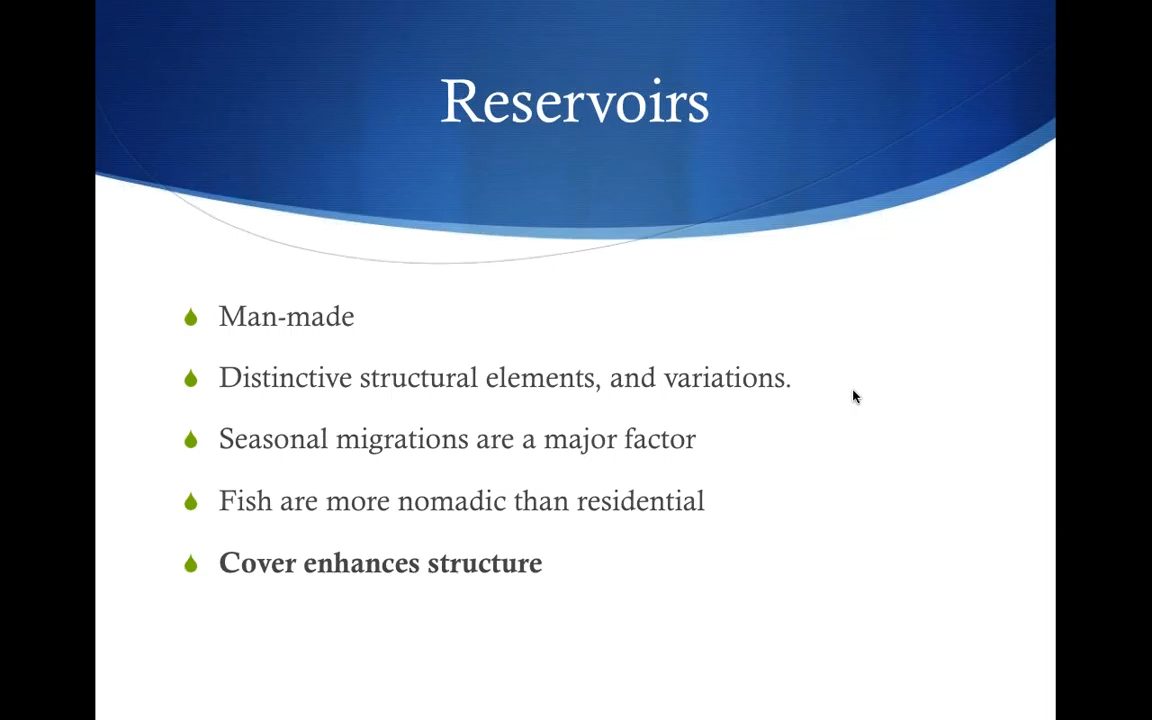 Reservoirs
Man-made
Distinctive structural elements, and variations.
Seasonal migrations are a major factor
Fish are more nomadic than residential
Cover enhances structure